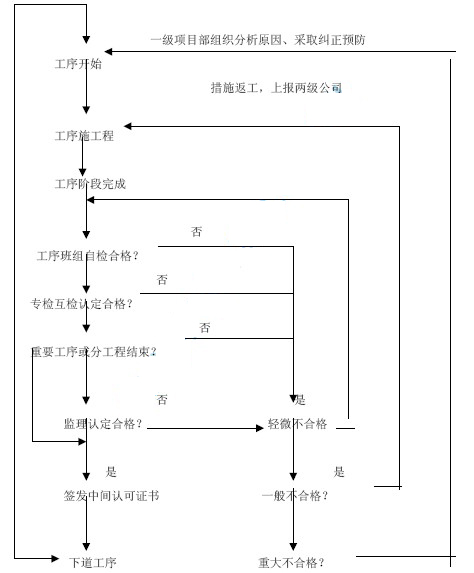 一级项目部组织分析原因、采取纠正预防
工序开始
措施返工，上报两级公司
工序施工程
工序阶段完成
否
工序班组自检合格？
否
专检互检认定合格？
否
重要工序或分工程结束？
否
是
监理认定合格？
轻微不合格
是
是
签发中间认可证书
一般不合格？
下道工序
重大不合格？